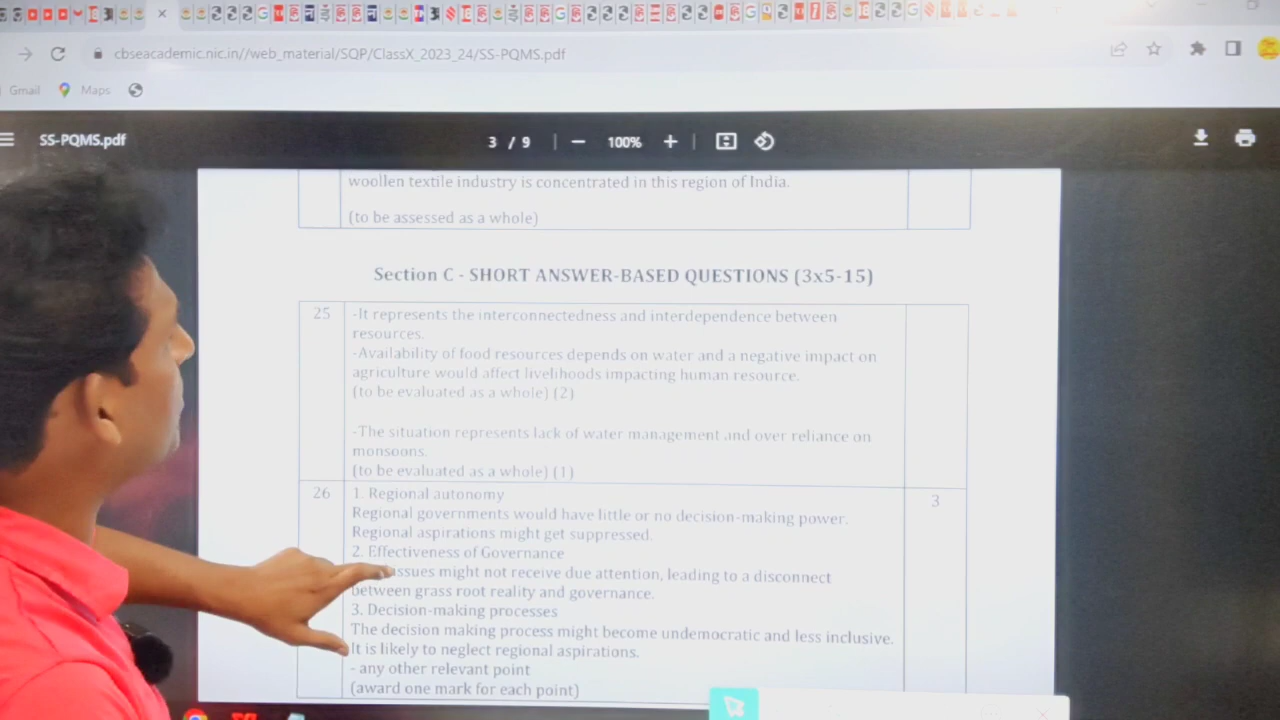 cbseacademic.nic.in//web_material/SQP/ClassX_2023_24/SS-PQMS.pdf
Gmail Maps
SS-PQMS.pdf 3 / 9 100%
woollen textile industry is concentrated in this region of India.
(to be assessed as a whole)
Section C - SHORT ANSWER-BASED QUESTIONS (3x5-15)
25 -It represents the interconnectedness and interdependence between
resources.
-Availability of food resources depends on water and a negative impact on
agriculture would affect livelihoods impacting human resource.
(to be evaluated as a whole) (2)
-The situation represents lack of water management and over reliance on
monsoons.
(to be evaluated as a whole) (1)
26 1. Regional autonomy 3
Regional governments would have little or no decision-making power.
Regional aspirations might get suppressed.
2. Effectiveness of Governance
issues might not receive due attention, leading to a disconnect
between grass root reality and governance.
3. Decision-making processes
The decision making process might become undemocratic and less inclusive.
It is likely to neglect regional aspirations.
- any other relevant point
(award one mark for each point)